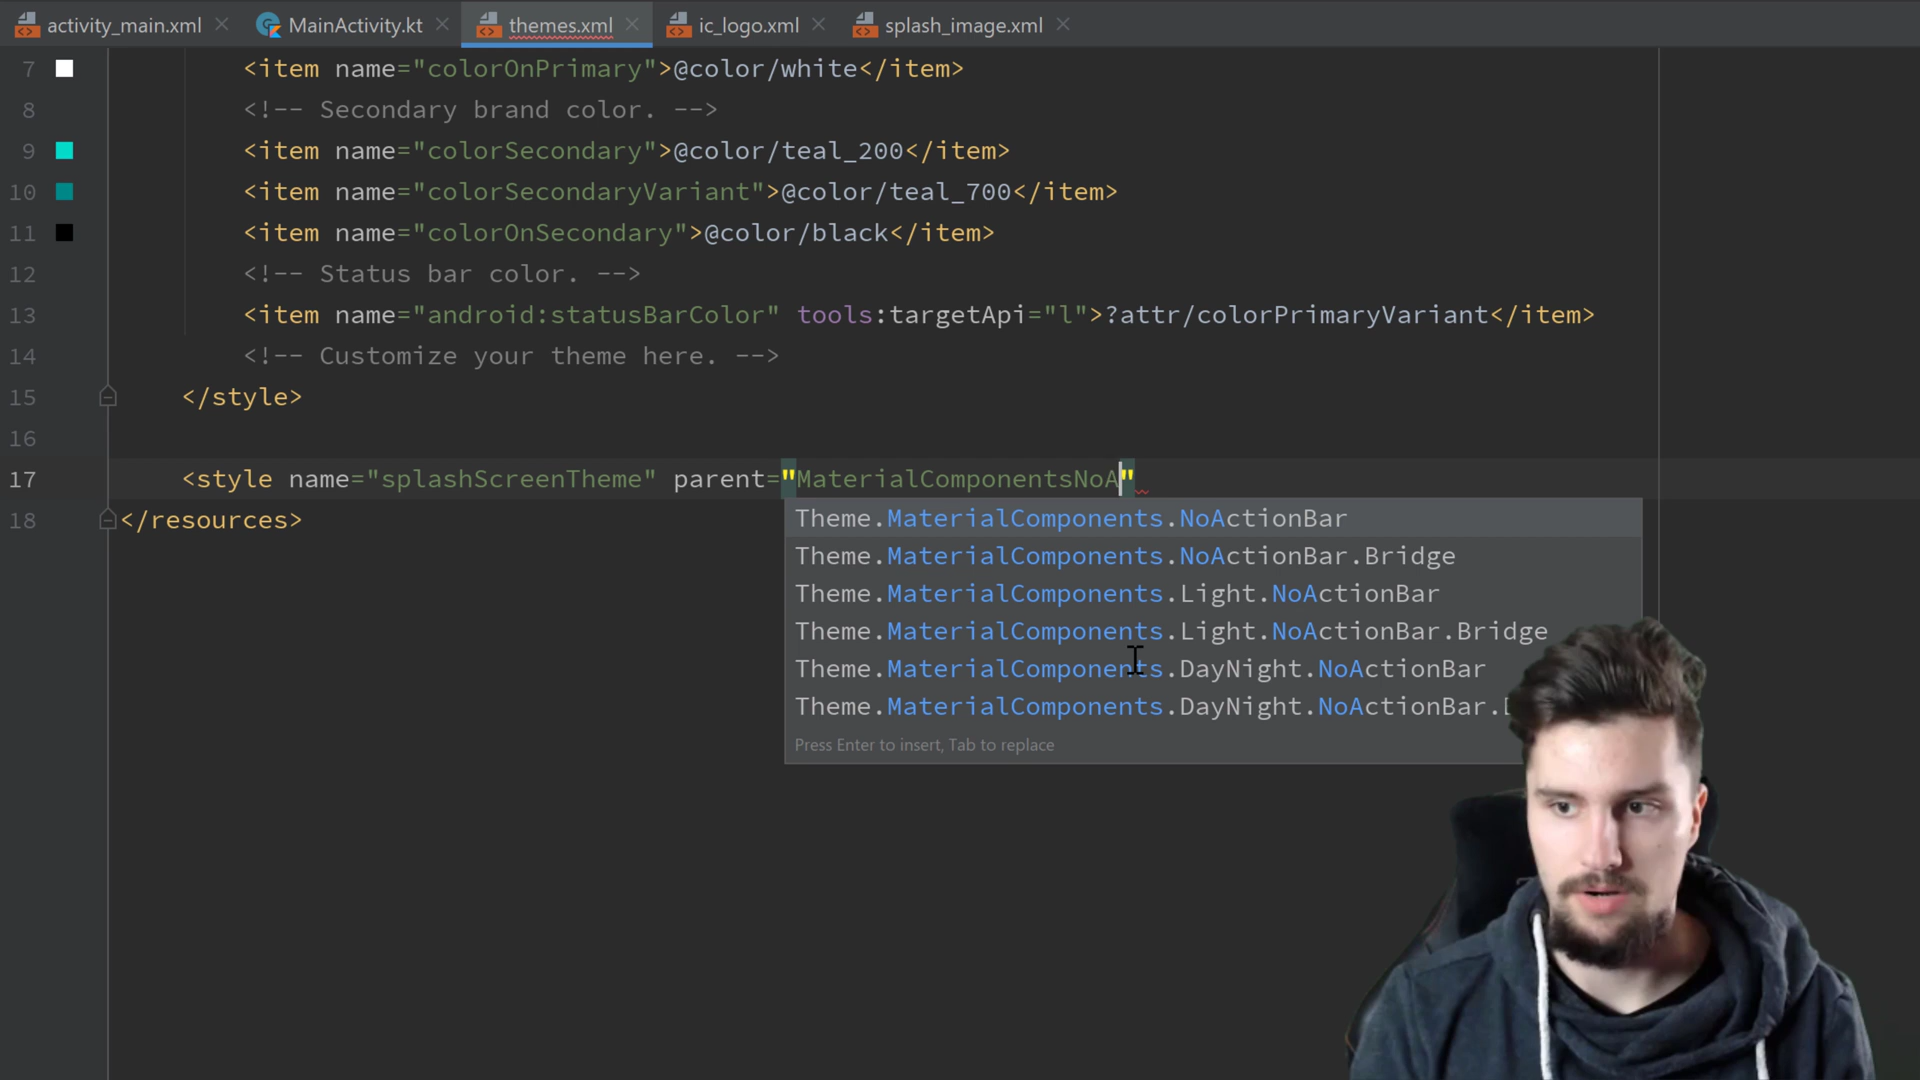 activity_main.xml MainActivity.kt themes.xml ic_logo.xml splash_image.xml
7 <item name="colorOnPrimary">@color/white</item>
8 <!-- Secondary brand color. -->
9 <item name="colorSecondary">@color/teal_200</item>
10 <item name="colorSecondaryVariant">@color/teal_700</item>
11 <item name="colorOnSecondary">@color/black</item>
12 <!-- Status bar color. -->
13 <item name="android:statusBarColor" tools:targetApi="l">?attr/colorPrimaryVariant</item>
14 <!-- Customize your theme here. -->
15 </style>
16
17 <style name="splashScreenTheme" parent="MaterialComponentsNoA"
18 </resources>
Theme.MaterialComponents.NoActionBar
Theme.MaterialComponents.NoActionBar.Bridge
Theme.MaterialComponents.Light.NoActionBar
Theme.MaterialComponents.Light.NoActionBar.Bridge
Theme.MaterialComponents.DayNight.NoActionBar
Theme.MaterialComponents.DayNight.NoActionBar.
Press Enter to insert, Tab to replace